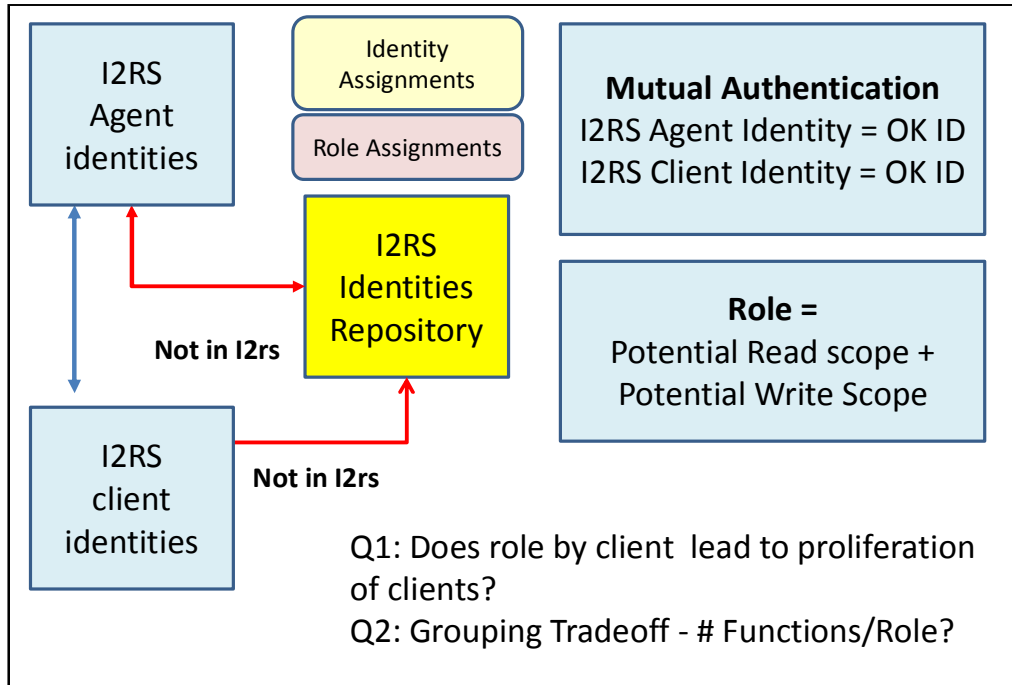 I2RS
Agent
identities
Identity
Assignments
Role Assignments
Mutual Authentication
I2RS Agent Identity = OK ID
I2RS Client Identity = OK ID
I2RS
Identities
Repository
Not in I2rs
Role =
Potential Read scope +
Potential Write Scope
I2RS
client
identities
Not in I2rs
Q1: Does role by client  lead to proliferation
of clients?
Q2: Grouping Tradeoff - # Functions/Role?